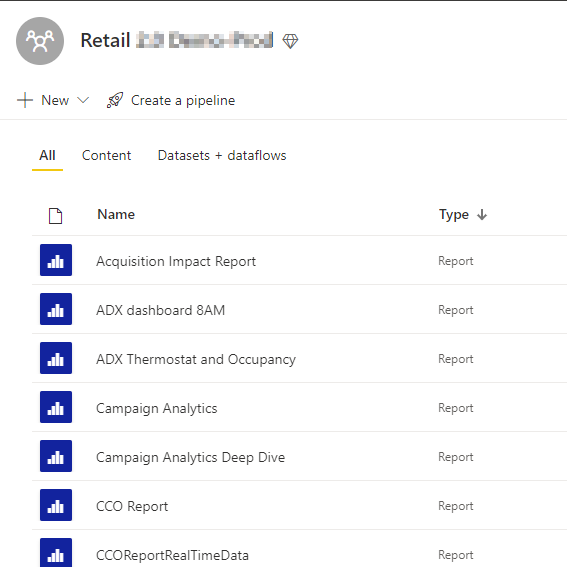 Retail
New
Create a pipeline
All Content Datasets + dataflows
Name Type
Acquisition Impact Report Report
ADX dashboard 8AM Report
ADX Thermostat and Occupancy Report
Campaign Analytics Report
Campaign Analytics Deep Dive Report
CCO Report Report
CCOReportRealTimeData Report